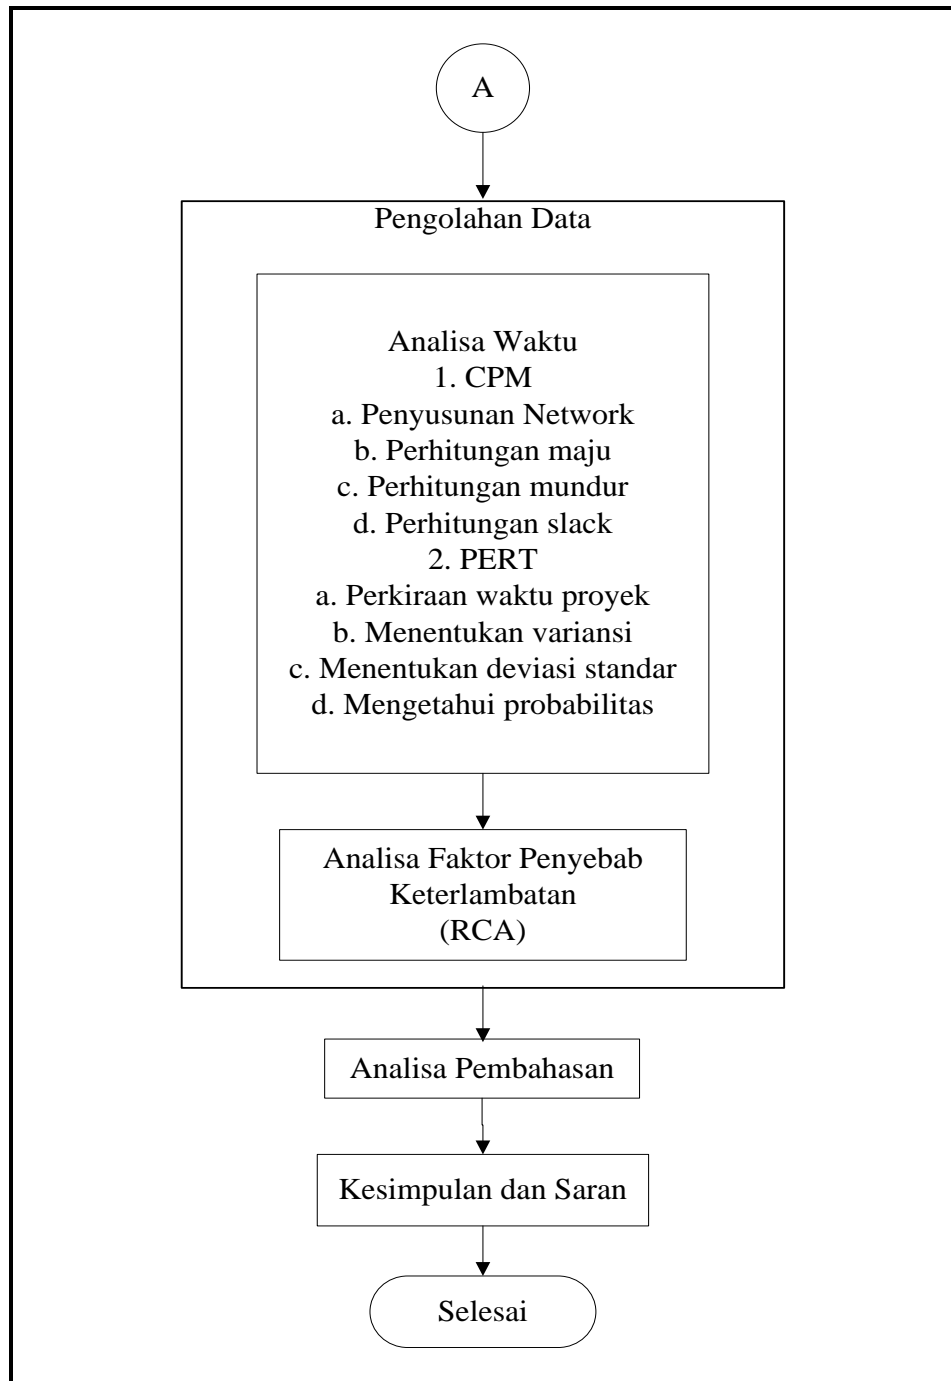 A
Pengolahan Data
Analisa Waktu
1. CPM
a. Penyusunan Network
b. Perhitungan maju
c. Perhitungan mundur
d. Perhitungan slack
2. PERT
a. Perkiraan waktu proyek
b. Menentukan variansi
c. Menentukan deviasi standar
d. Mengetahui probabilitas
Analisa Faktor Penyebab
Keterlambatan
(RCA)
Analisa Pembahasan
Kesimpulan dan Saran
Selesai